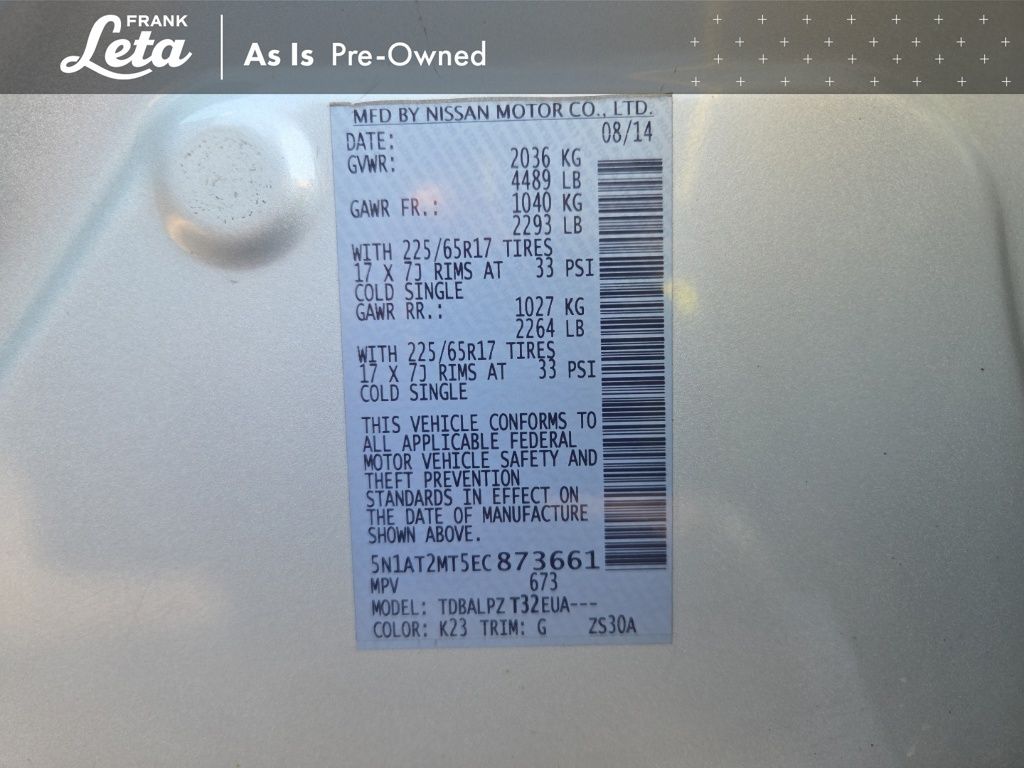 FRANK
Leta
As Is Pre-Owned
MFD BY NISSAN MOTOR CO., LTD.
DATE: 08/14
GVWR: 2036 KG
4489 LB
GAWR FR.: 1040 KG
2293 LB
WITH 225/65R17 TIRES
17 X 7J RIMS AT 33 PSI
COLD SINGLE
GAWR RR.: 1027 KG
2264 LB
WITH 225/65R17 TIRES
17 X 7J RIMS AT 33 PSI
COLD SINGLE
THIS VEHICLE CONFORMS TO
ALL APPLICABLE FEDERAL
MOTOR VEHICLE SAFETY AND
THEFT PREVENTION
STANDARDS IN EFFECT ON
THE DATE OF MANUFACTURE
SHOWN ABOVE.
5N1AT2MT5EC873661
MPV 673
MODEL: TDBALPZ T32EUA---
COLOR: K23 TRIM: G ZS30A